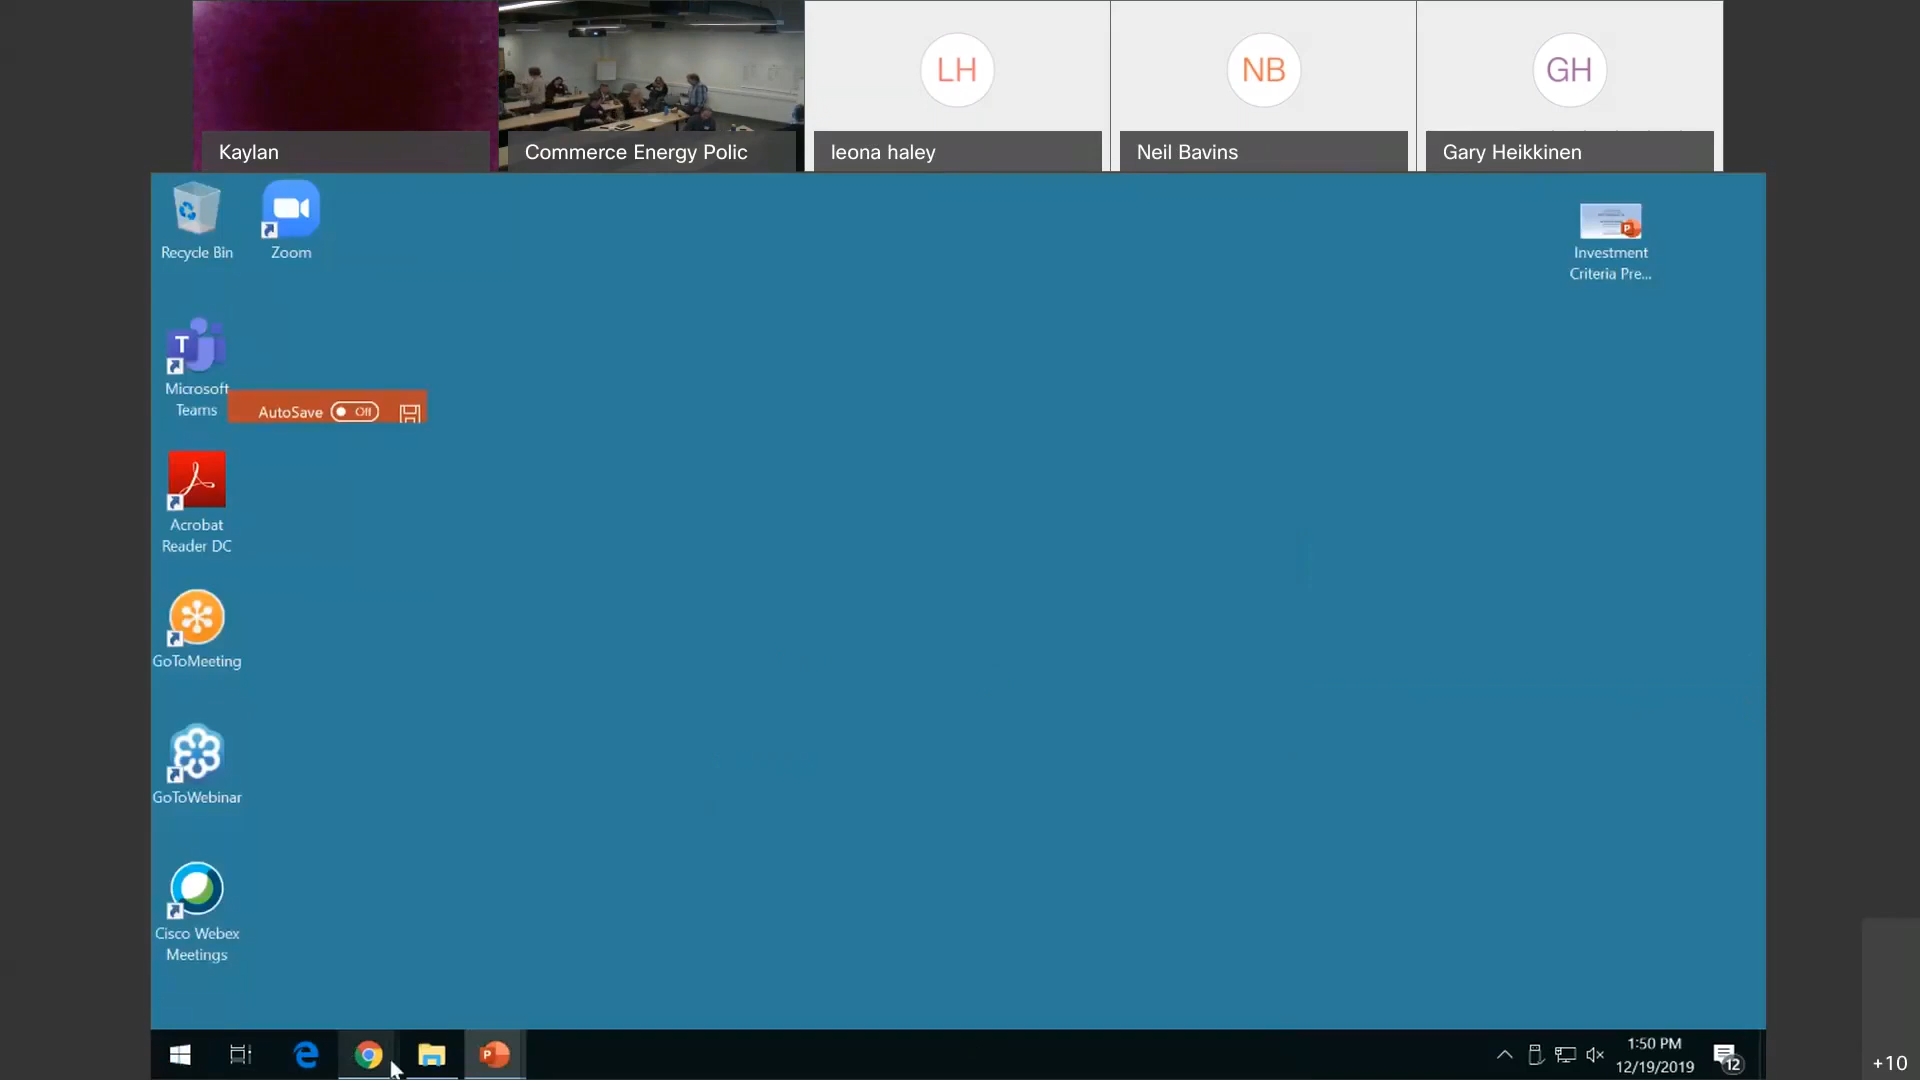 LH
NB
GH
Kaylan
Commerce Energy Polic
leona haley
Neil Bavins
Gary Heikkinen
Recycle Bin
Zoom
Investment
Criteria Pre...
Microsoft
Teams
AutoSave Off
Acrobat
Reader DC
GoToMeeting
GoToWebinar
Cisco Webex
Meetings
1:50 PM
12/19/2019
12
+10